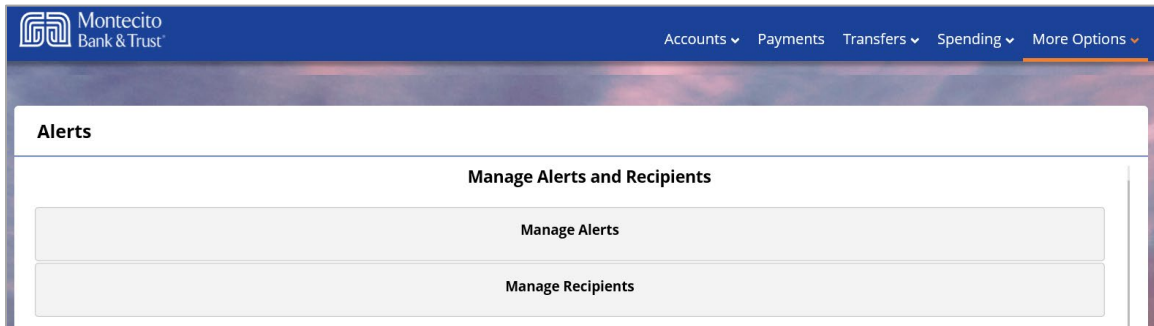 Montecito
Bank & Trust
Accounts Payments Transfers Spending More Options
Alerts
Manage Alerts and Recipients
Manage Alerts
Manage Recipients